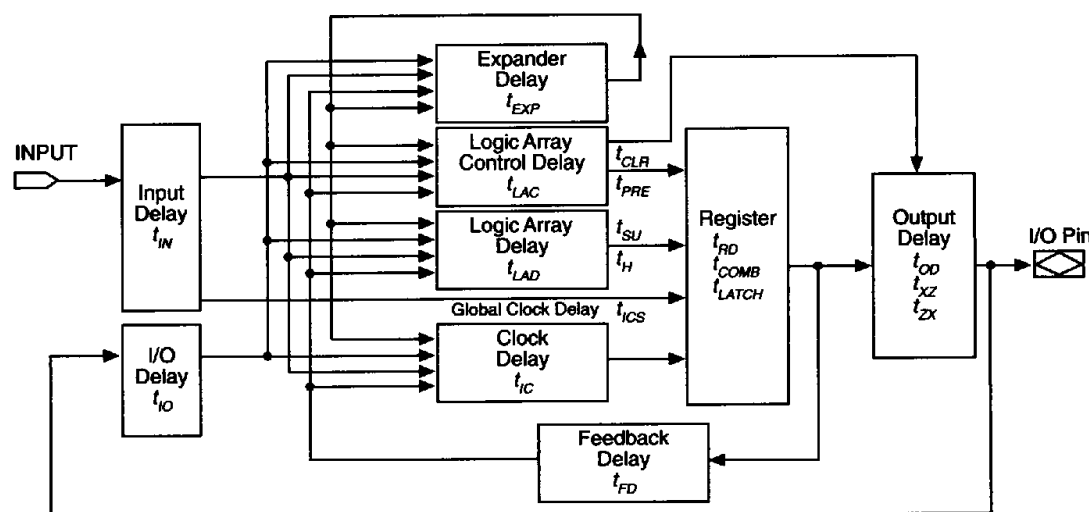 Expander
Delay
tEXP
INPUT
Input
Delay
tIN
Logic Array
Control Delay
tLAC
tCLR
tPRE
Logic Array
Delay
tLAD
tSU
tH
Register
tRD
tCOMB
tLATCH
Output
Delay
tOD
tXZ
tZX
I/O Pin
Global Clock Delay tICS
I/O
Delay
tIO
Clock
Delay
tIC
Feedback
Delay
tFD